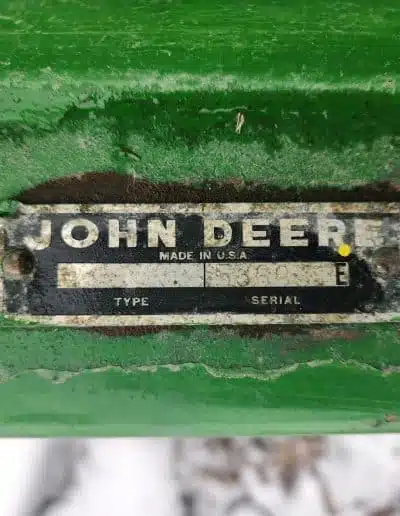 JOHN DEERE
MADE IN U.S.A
E
TYPE SERIAL